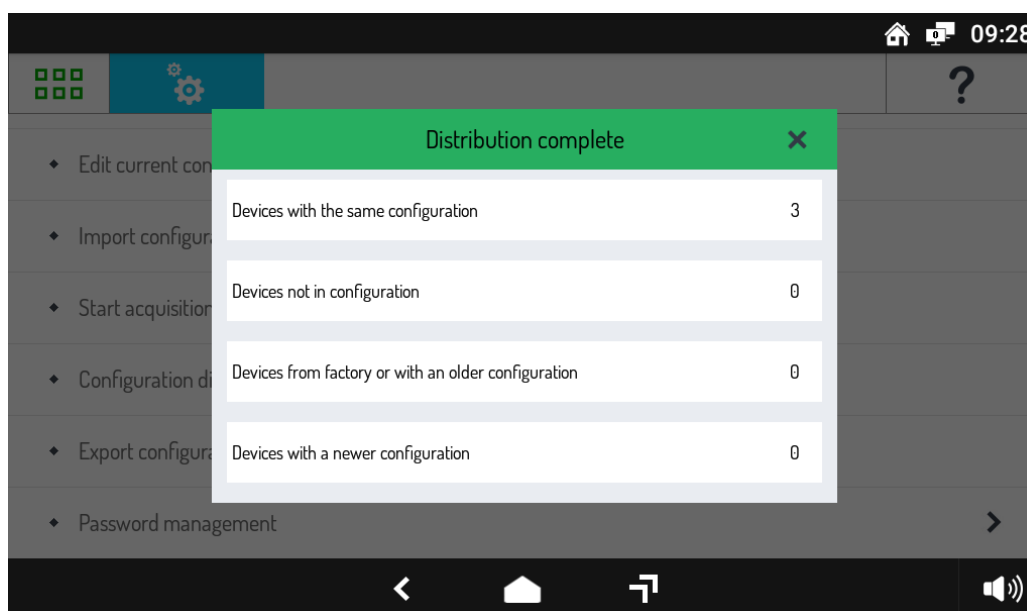 09:28
?
Distribution complete
Edit current con
Devices with the same configuration 3
Import configura
Devices not in configuration 0
Start acquisition
Devices from factory or with an older configuration 0
Configuration di
Export configura
Devices with a newer configuration 0
Password management